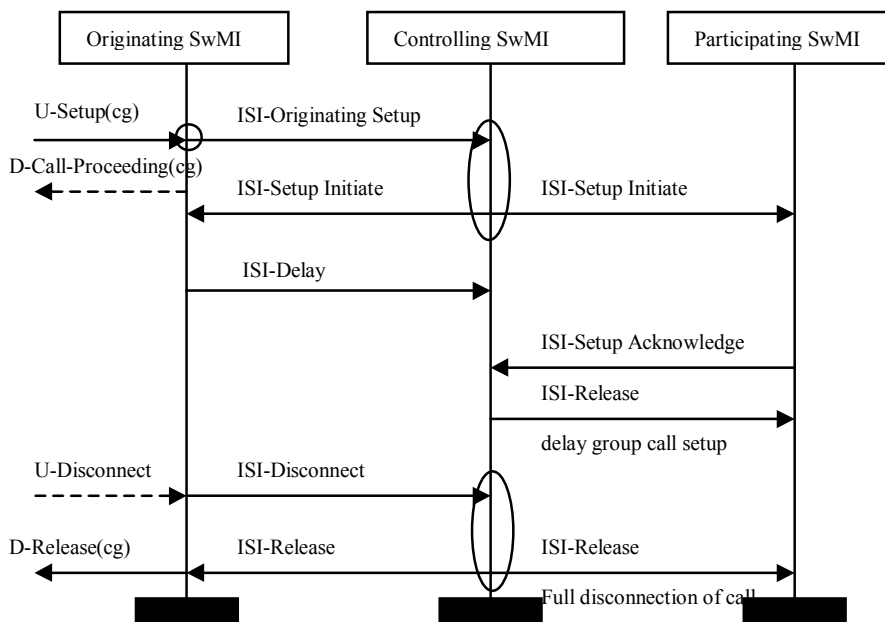 Originating SwMI Controlling SwMI Participating SwMI
U-Setup(cg) ISI-Originating Setup
D-Call-Proceeding(cg)
ISI-Setup Initiate ISI-Setup Initiate
ISI-Delay
ISI-Setup Acknowledge
ISI-Release
delay group call setup
U-Disconnect ISI-Disconnect
D-Release(cg) ISI-Release ISI-Release
Full disconnection of call